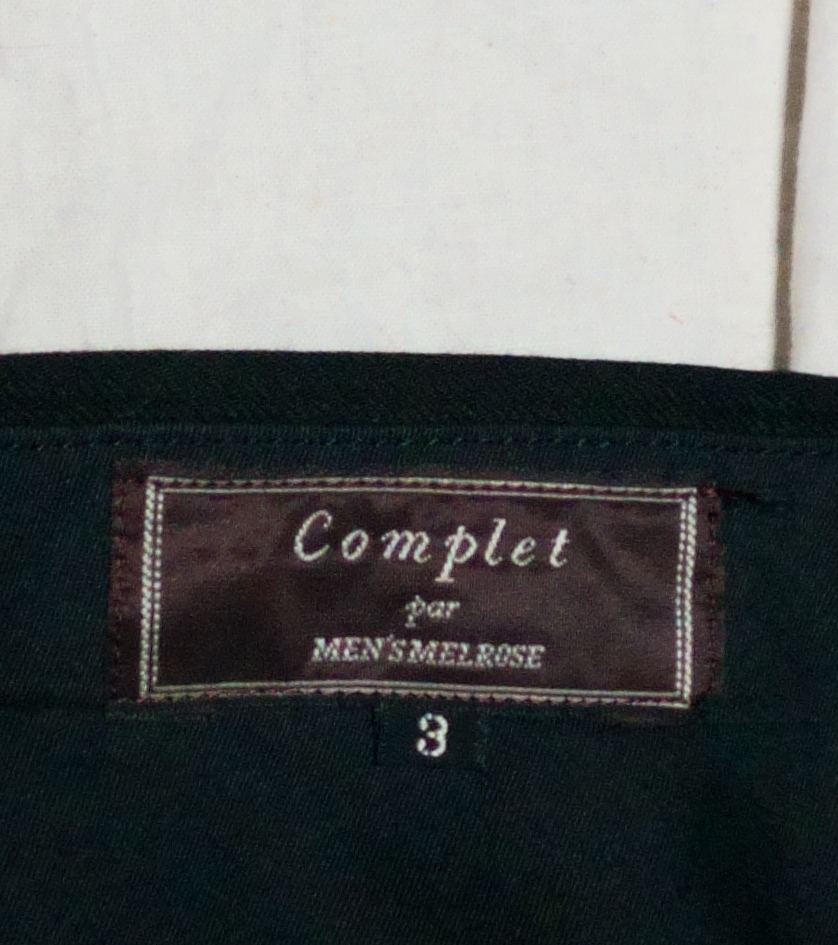 Complet
par
MEN'S MELROSE
3